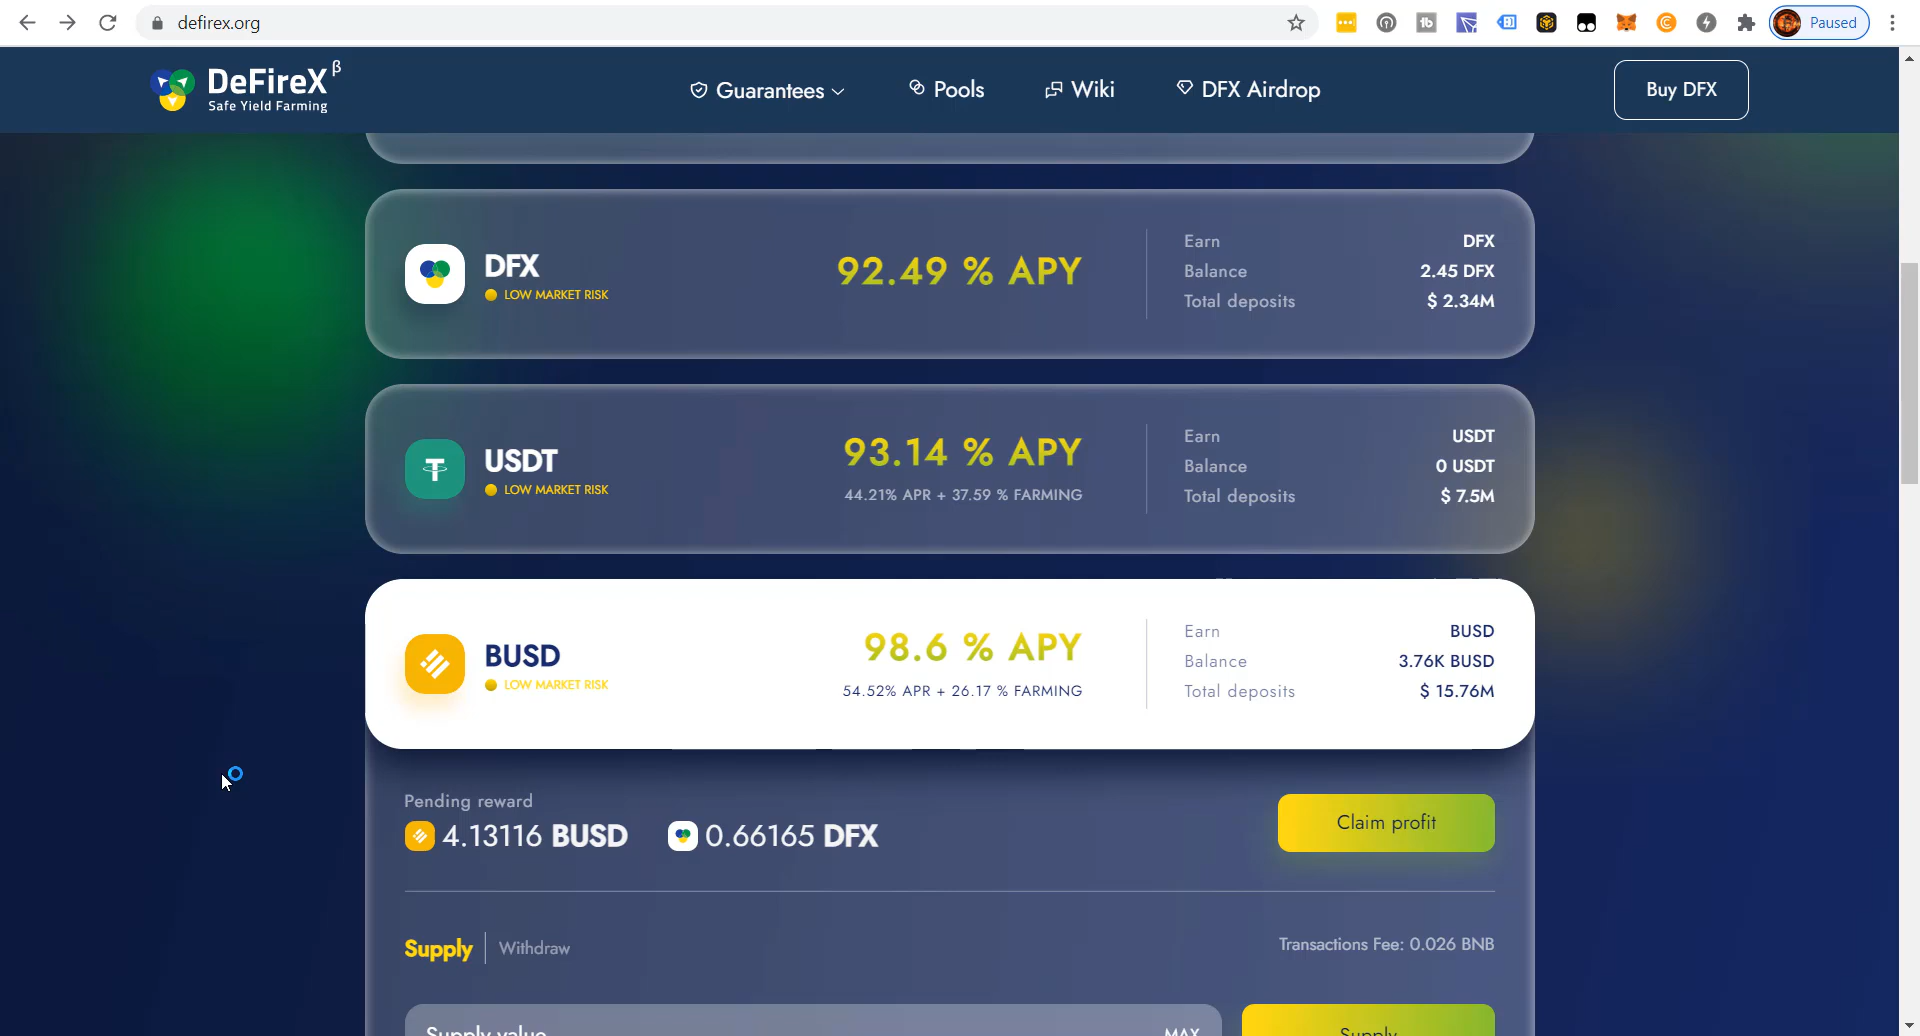 defirex.org
Paused
DeFireX β
Safe Yield Farming
Guarantees
Pools
Wiki
DFX Airdrop
Buy DFX
DFX
LOW MARKET RISK
92.49 % APY
Earn DFX
Balance 2.45 DFX
Total deposits $ 2.34M
USDT
LOW MARKET RISK
93.14 % APY
44.21% APR + 37.59 % FARMING
Earn USDT
Balance 0 USDT
Total deposits $ 7.5M
BUSD
LOW MARKET RISK
98.6 % APY
54.52% APR + 26.17 % FARMING
Earn BUSD
Balance 3.76K BUSD
Total deposits $ 15.76M
Pending reward
4.13116 BUSD 0.66165 DFX
Claim profit
Supply Withdraw
Transactions Fee: 0.026 BNB
Supply value MAX
Supply